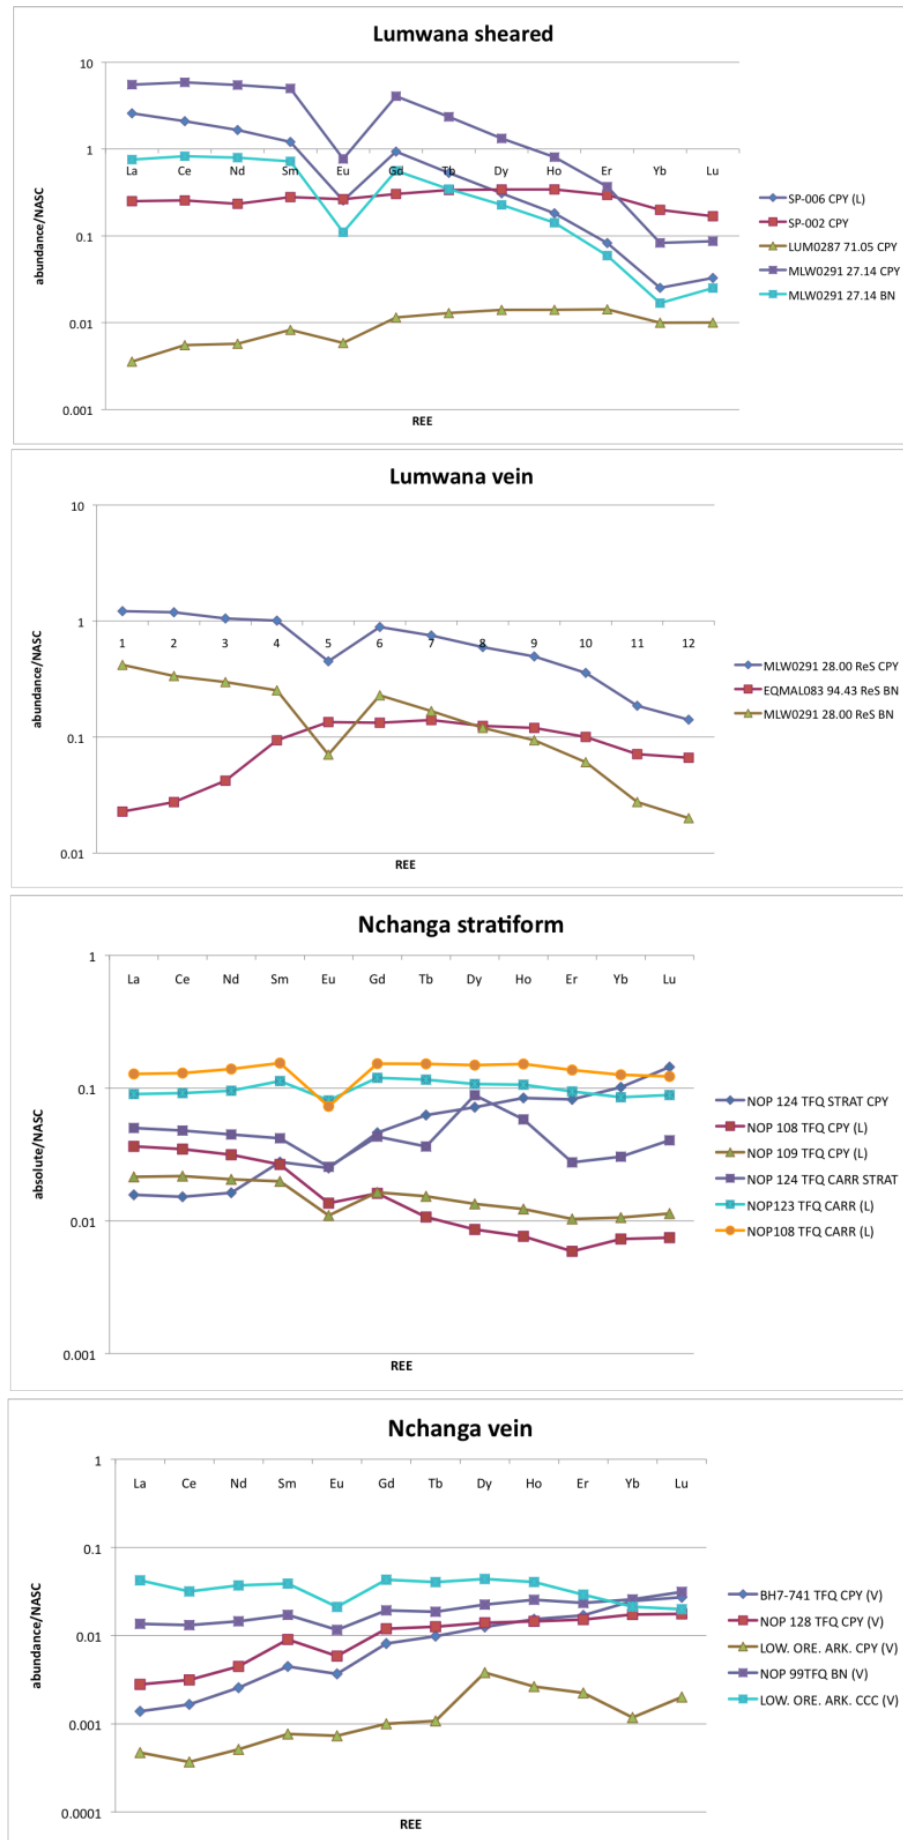 Lumwana sheared
10
1
0.1
0.01
0.001
abundance/NASC
La Ce Nd Sm Eu Gd Tb Dy Ho Er Yb Lu
REE
SP-006 CPY (L)
SP-002 CPY
LUM0287 71.05 CPY
MLW0291 27.14 CPY
MLW0291 27.14 BN
Lumwana vein
10
1
0.1
0.01
abundance/NASC
1 2 3 4 5 6 7 8 9 10 11 12
REE
MLW0291 28.00 ReS CPY
EQMAL083 94.43 ReS BN
MLW0291 28.00 ReS BN
Nchanga stratiform
1
0.1
0.01
0.001
absolute/NASC
La Ce Nd Sm Eu Gd Tb Dy Ho Er Yb Lu
REE
NOP 124 TFQ STRAT CPY
NOP 108 TFQ CPY (L)
NOP 109 TFQ CPY (L)
NOP 124 TFQ CARR STRAT
NOP123 TFQ CARR (L)
NOP108 TFQ CARR (L)
Nchanga vein
1
0.1
0.01
0.001
0.0001
abundance/NASC
La Ce Nd Sm Eu Gd Tb Dy Ho Er Yb Lu
REE
BH7-741 TFQ CPY (V)
NOP 128 TFQ CPY (V)
LOW. ORE. ARK. CPY (V)
NOP 99TFQ BN (V)
LOW. ORE. ARK. CCC (V)